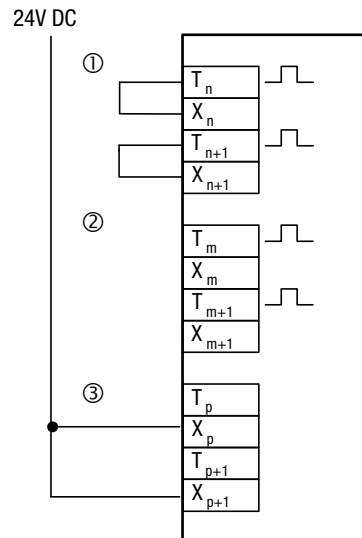 24V DC
①
Tn
Xn
Tn+1
Xn+1
②
Tm
Xm
Tm+1
Xm+1
③
Tp
Xp
Tp+1
Xp+1